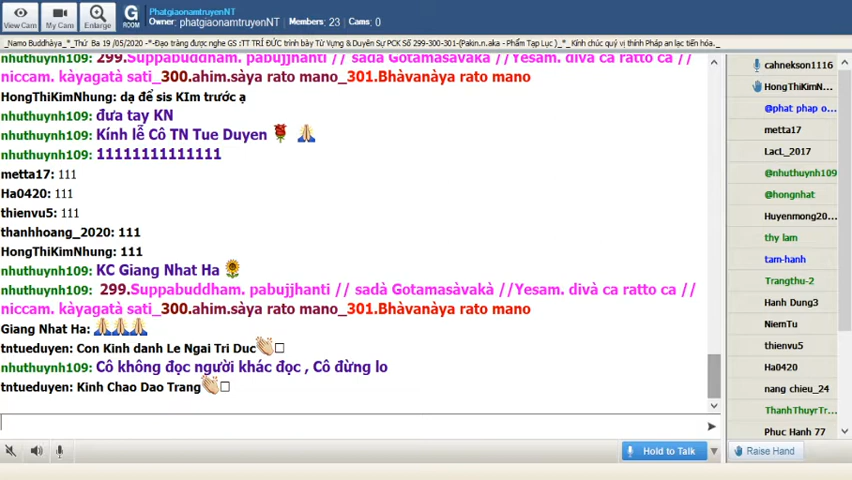 View Cam
My Cam
Enlarge
G
ROOM
PhatgiaonamtruyenNT
Owner: phatgiaonamtruyenNT | Members: 23 | Cams: 0
_Namo Buddhàya_*_Thứ Ba 19 /05/2020 -*-Đạo tràng được nghe GS :TT TRÍ ĐỨC trình bày Từ Vựng & Duyên Sự PCK Số 299-300-301-(Pakin.n.aka - Phẩm Tạp Lục )_*_Kính chúc quý vị thính Pháp an lạc tiến hóa._
299.Suppabuddham. pabujjhanti // sadà Gotamasàvakà //Yesam. divà ca ratto ca //
niccam. kàyagatà sati_300.ahim.sàya rato mano_301.Bhàvanàya rato mano
HongThiKimNhung: dạ để sis KIm trước ạ
nhuthuynh109: đưa tay KN
nhuthuynh109: Kính lễ Cô TN Tue Duyen
nhuthuynh109: 11111111111111
metta17: 111
Ha0420: 111
thienvu5: 111
thanhhoang_2020: 111
HongThiKimNhung: 111
nhuthuynh109: KC Giang Nhat Ha
nhuthuynh109: 299.Suppabuddham. pabujjhanti // sadà Gotamasàvakà //Yesam. divà ca ratto ca //
niccam. kàyagatà sati_300.ahim.sàya rato mano_301.Bhàvanàya rato mano
Giang Nhat Ha:
tntueduyen: Con Kinh danh Le Ngai Tri Duc
nhuthuynh109: Cô không đọc người khác đọc , Cô đừng lo
tntueduyen: Kinh Chao Dao Trang
cahnekson1116
HongThiKimN...
@phat phap o...
metta17
LacL_2017
@nhuthuynh109
@hongnhat
Huyenmong20...
thy lam
tam-hanh
Trangthu-2
Hanh Dung3
NiemTu
thienvu5
Ha0420
nang chieu_24
ThanhThuyrTr...
Phuc Hanh 77
Hold to Talk
Raise Hand